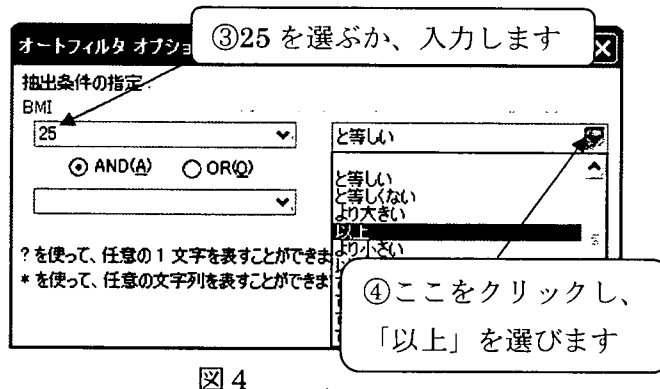 オートフィルタ オプショ
③25 を選ぶか、入力します
抽出条件の指定:
BMI
25
と等しい
AND(A) OR(O)
と等しい
と等しくない
より大きい
以上
より小さい
? を使って、任意の 1 文字を表すことができま
* を使って、任意の文字列を表すことができま
④ここをクリックし、
「以上」を選びます
図 4